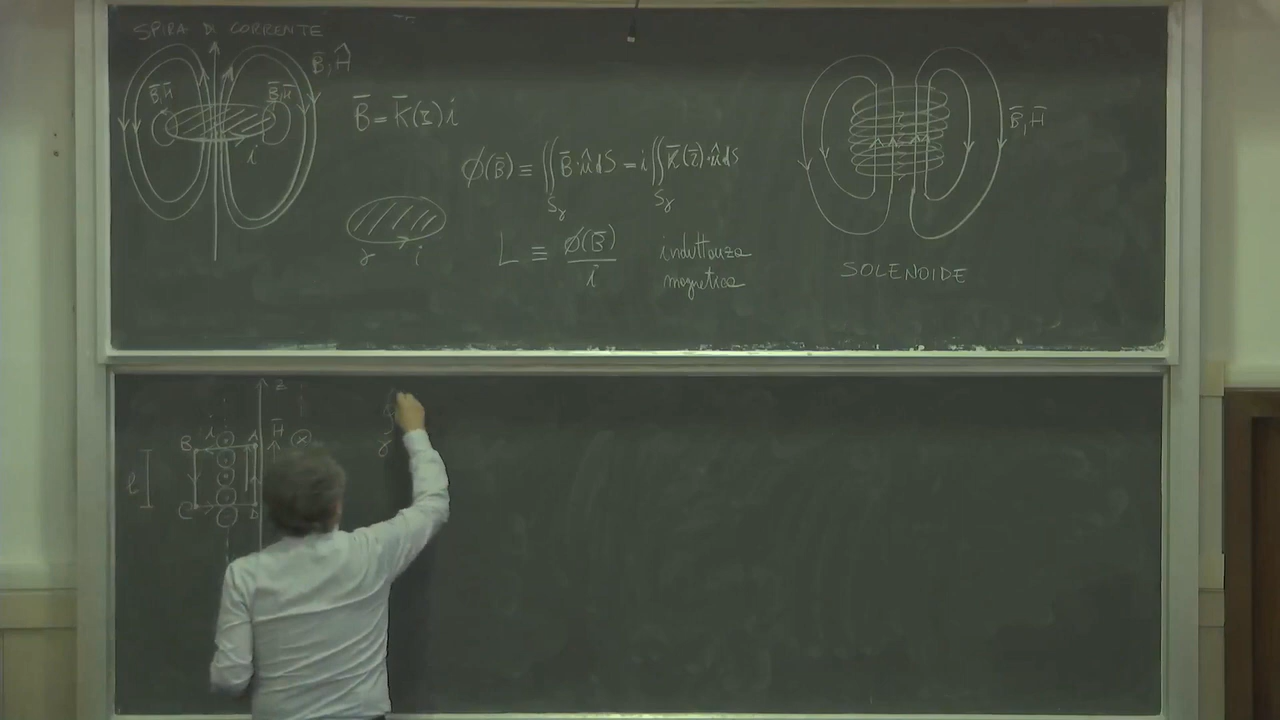 SPIRA DI CORRENTE
B̅, H̅
B̅,H̅
B̅,H̅
i
B̅ = K̅(r̅) i
γ i
ϕ(B̅) ≡ ∬_{Sγ} B̅·n̂ dS = i ∬_{Sγ} K̅(r̅)·n̂ dS
L ≡ ϕ(B̅)/i induttanza
magnetica
B̅, H̅
SOLENOIDE
z
i
H̅
B
A
l
C
D
γ